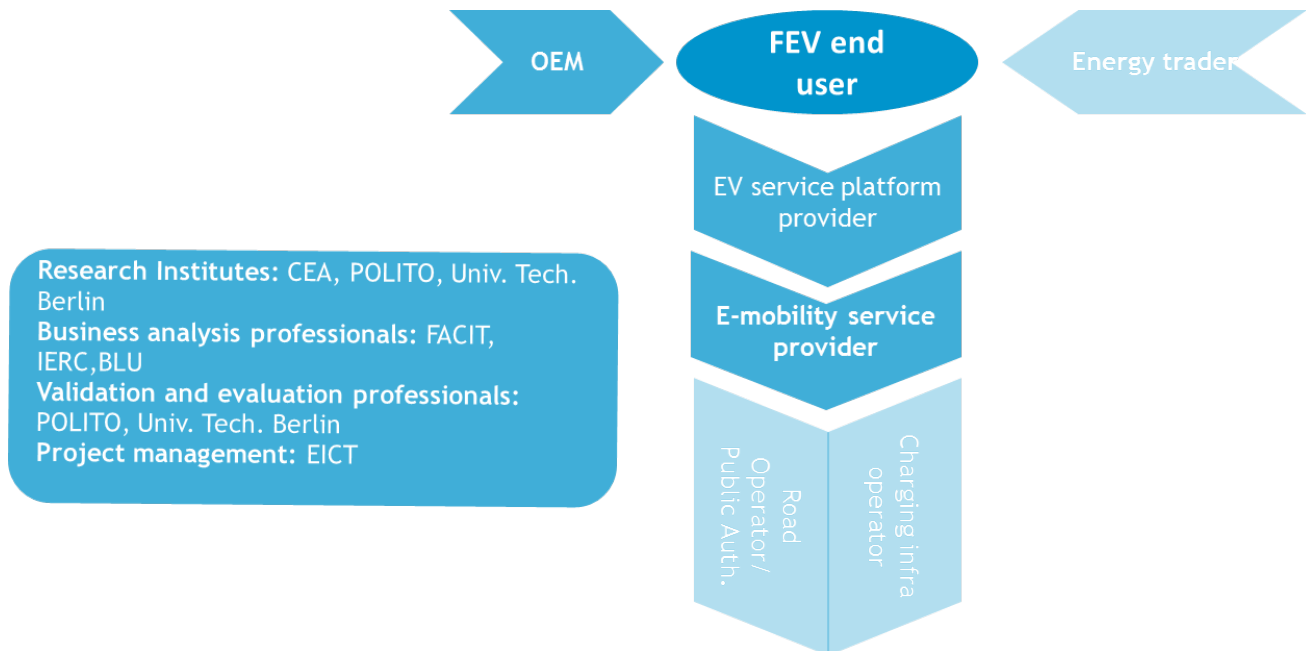 OEM
FEV end
user
Energy trader
EV service platform
provider
E-mobility service
provider
Research Institutes: CEA, POLITO, Univ. Tech.
Berlin
Business analysis professionals: FACIT,
IERC,BLU
Validation and evaluation professionals:
POLITO, Univ. Tech. Berlin
Project management: EICT
Road
Operator/
Public Auth.
Charging infra
operator